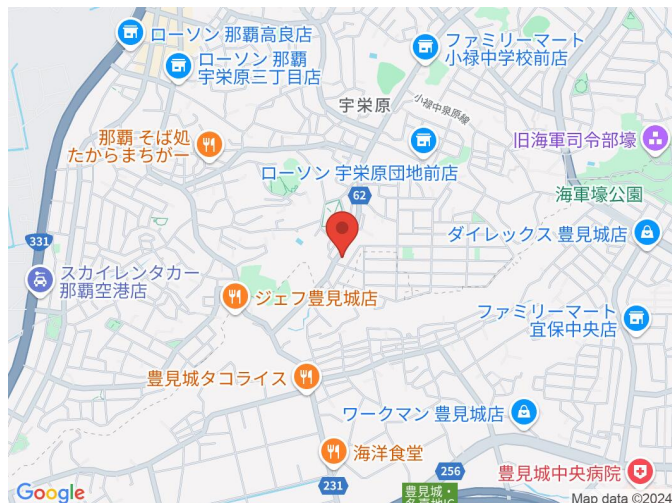 ローソン 那覇高良店
ローソン 那覇
宇栄原三丁目店
ファミリーマート
小禄中学校前店
宇栄原
小禄中泉原線
那覇 そば処
たからまちがー
旧海軍司令部壕
ローソン 宇栄原団地前店
62
海軍壕公園
331
ダイレックス 豊見城店
スカイレンタカー
那覇空港店
ジェフ豊見城店
ファミリーマート
宜保中央店
豊見城タコライス
ワークマン 豊見城店
海洋食堂
256
231
豊見城中央病院
豊見城・
Google
Map data ©2024